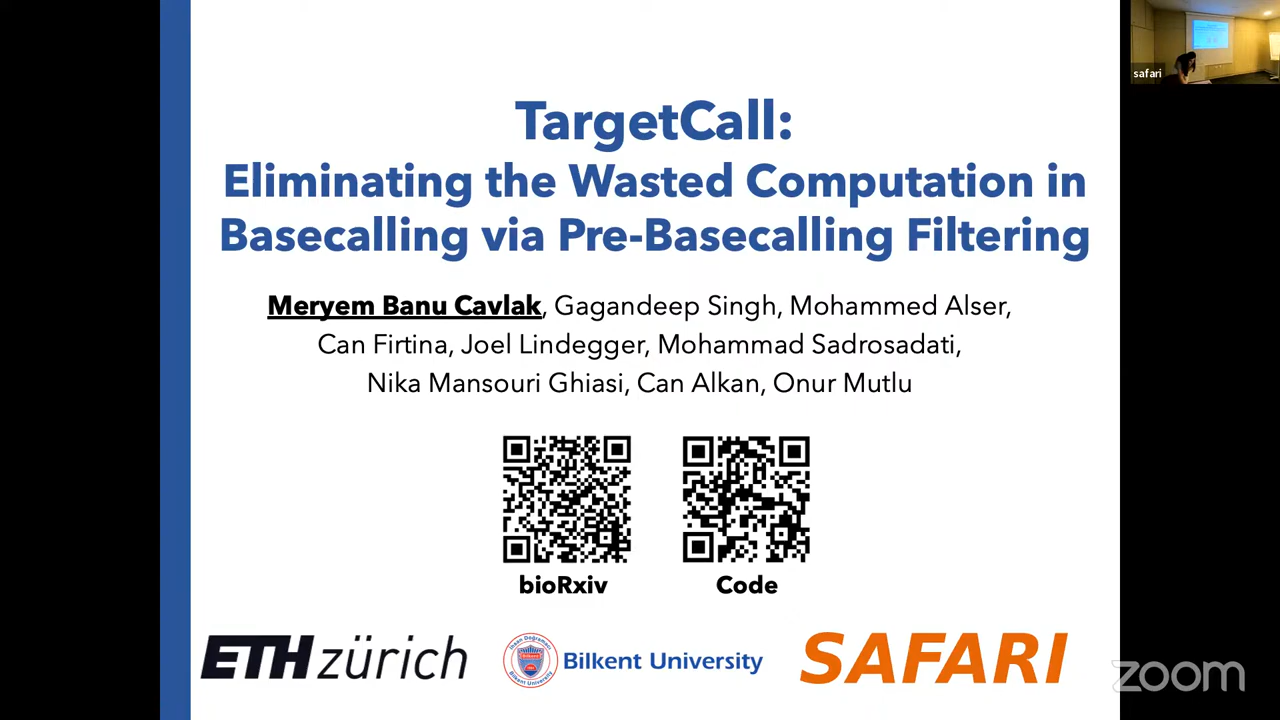 TargetCall:
Eliminating the Wasted Computation in
Basecalling via Pre-Basecalling Filtering
Meryem Banu Cavlak, Gagandeep Singh, Mohammed Alser,
Can Firtina, Joel Lindegger, Mohammad Sadrosadati,
Nika Mansouri Ghiasi, Can Alkan, Onur Mutlu
bioRxiv
Code
ETH zürich
Bilkent University
SAFARI
zoom
safari